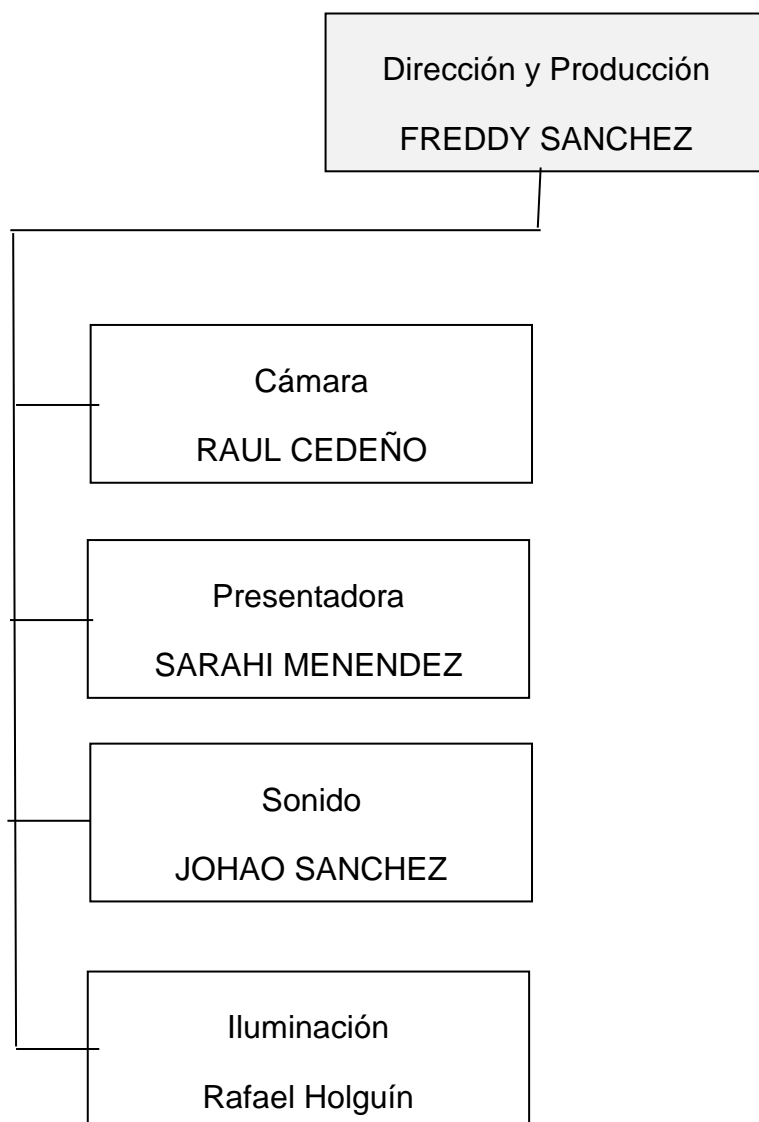 Dirección y Producción
FREDDY SANCHEZ
Cámara
RAUL CEDEÑO
Presentadora
SARAHI MENENDEZ
Sonido
JOHAO SANCHEZ
Iluminación
Rafael Holguín